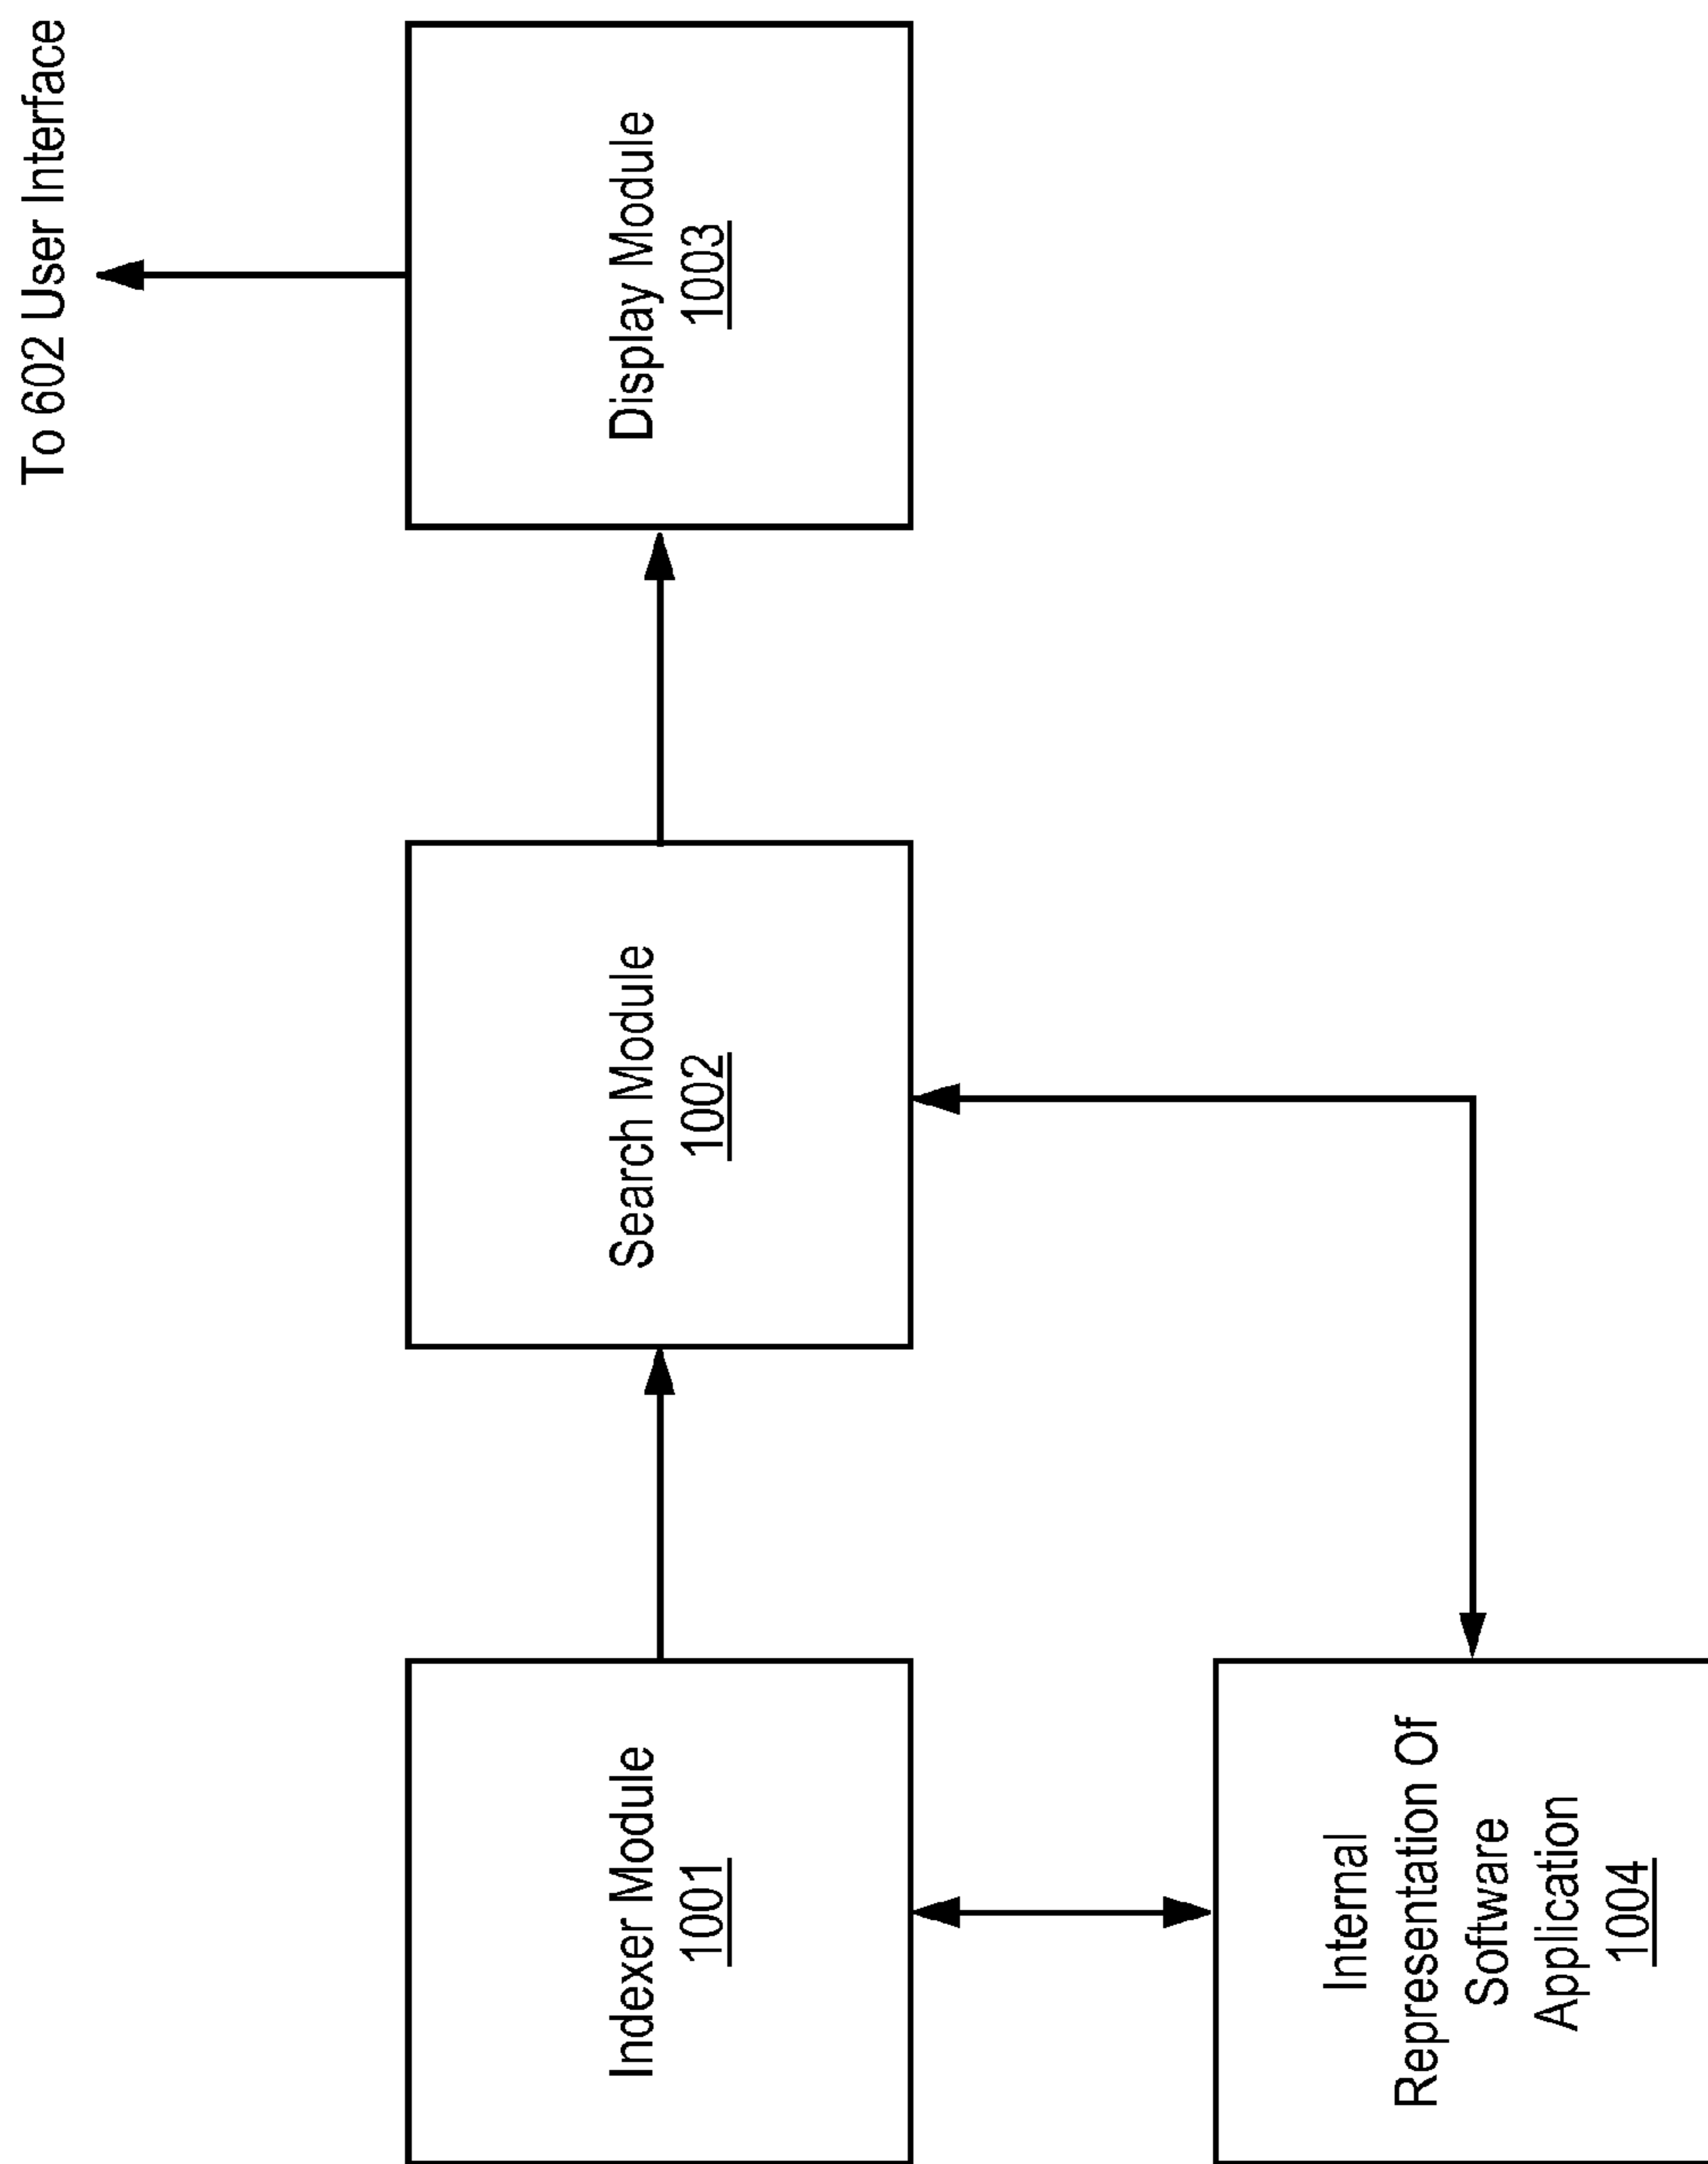 To 602 User Interface
Indexer Module
1001
Search Module
1002
Display Module
1003
Internal
Representation Of
Software
Application
1004